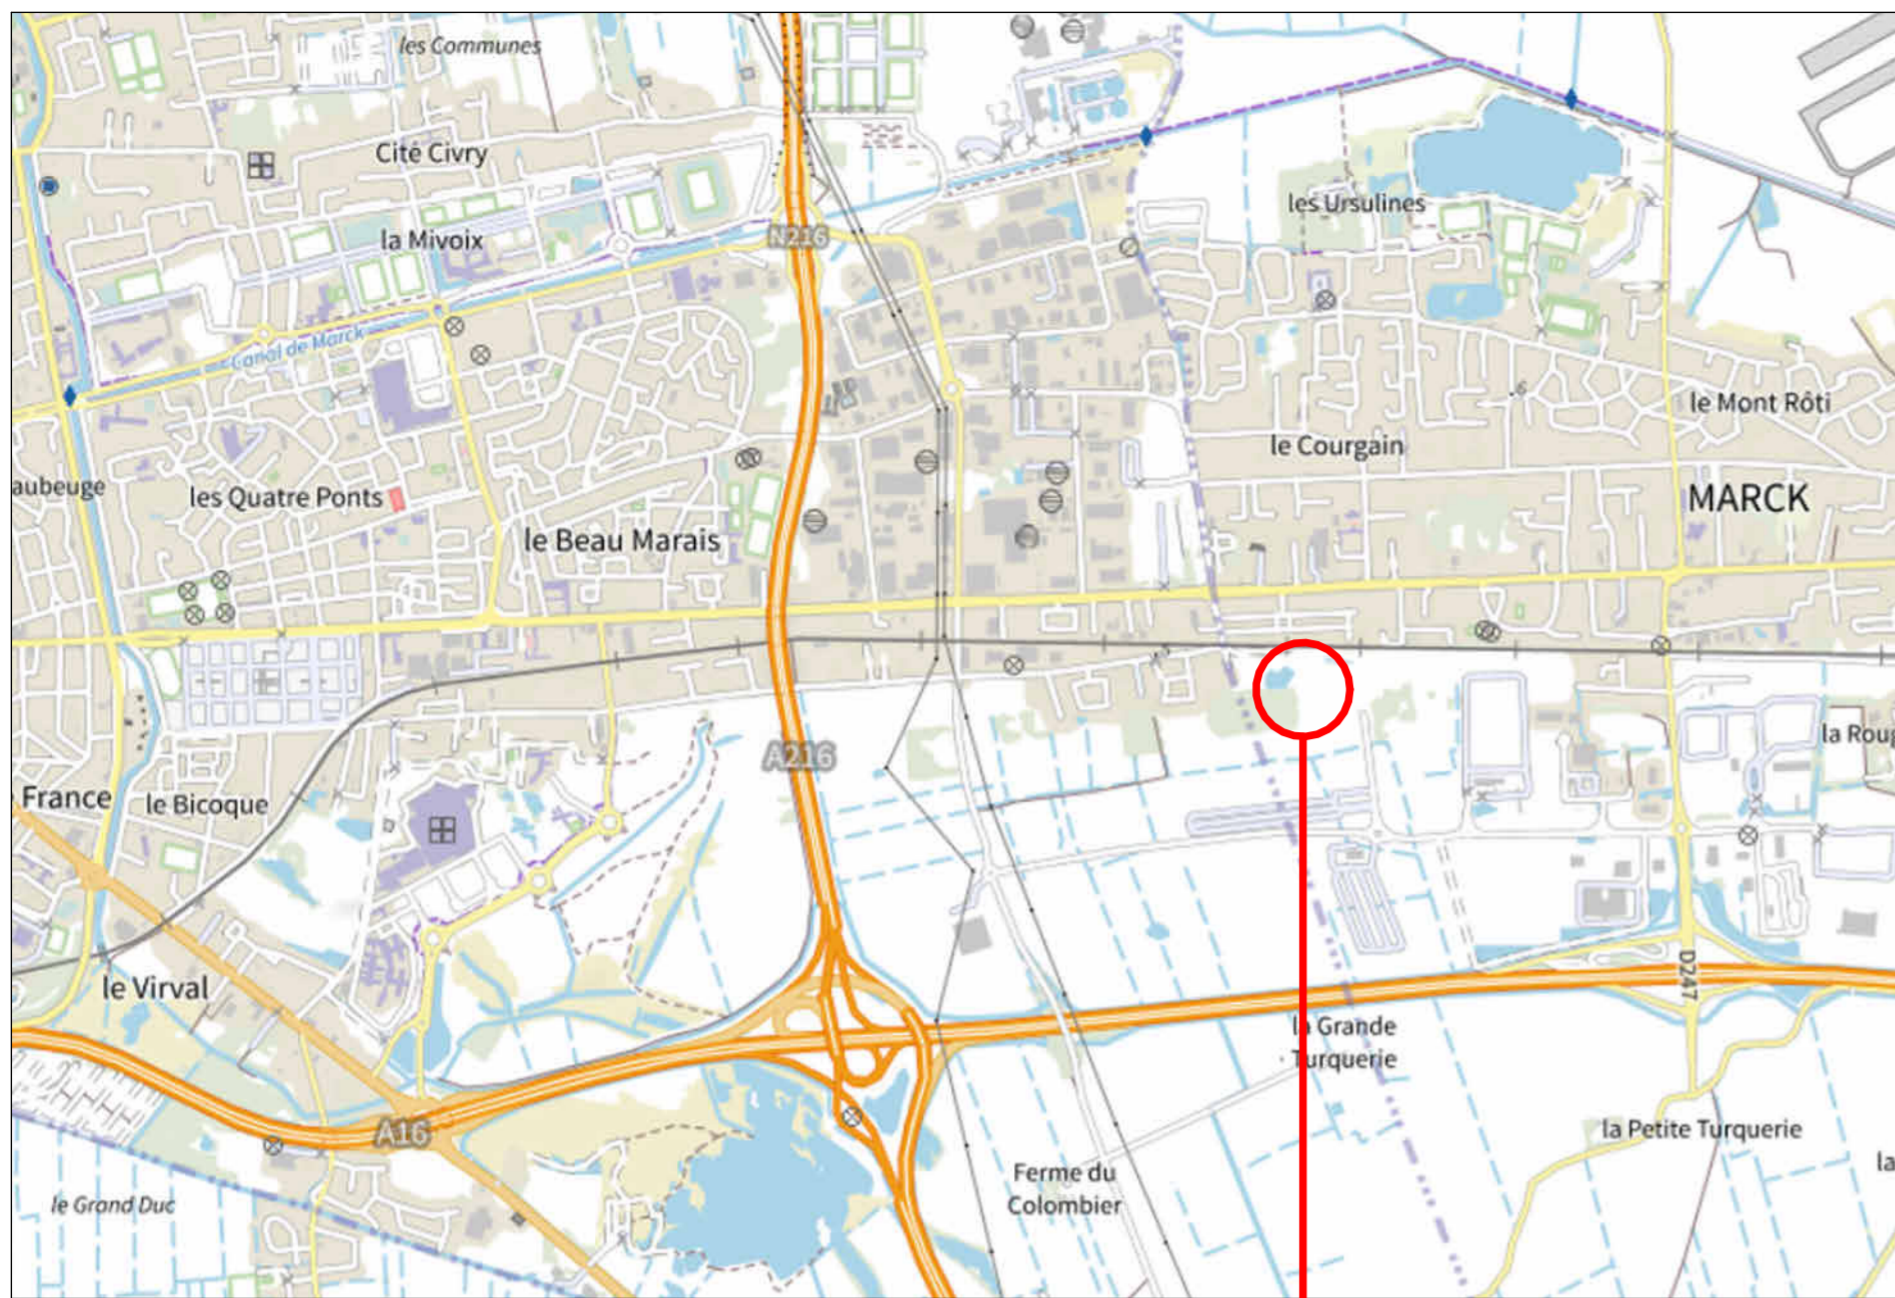 les Communes
Cité Civry
les Ursulines
la Mivoix
N216
Canal de Marck
6
le Mont Rôti
le Courgain
aubeuge
les Quatre Ponts
MARCK
le Beau Marais
la Roug
A216
France
le Bicoque
D247
le Virval
la Grande
Turquerie
A16
la Petite Turquerie
la
Ferme du
Colombier
le Grand Duc